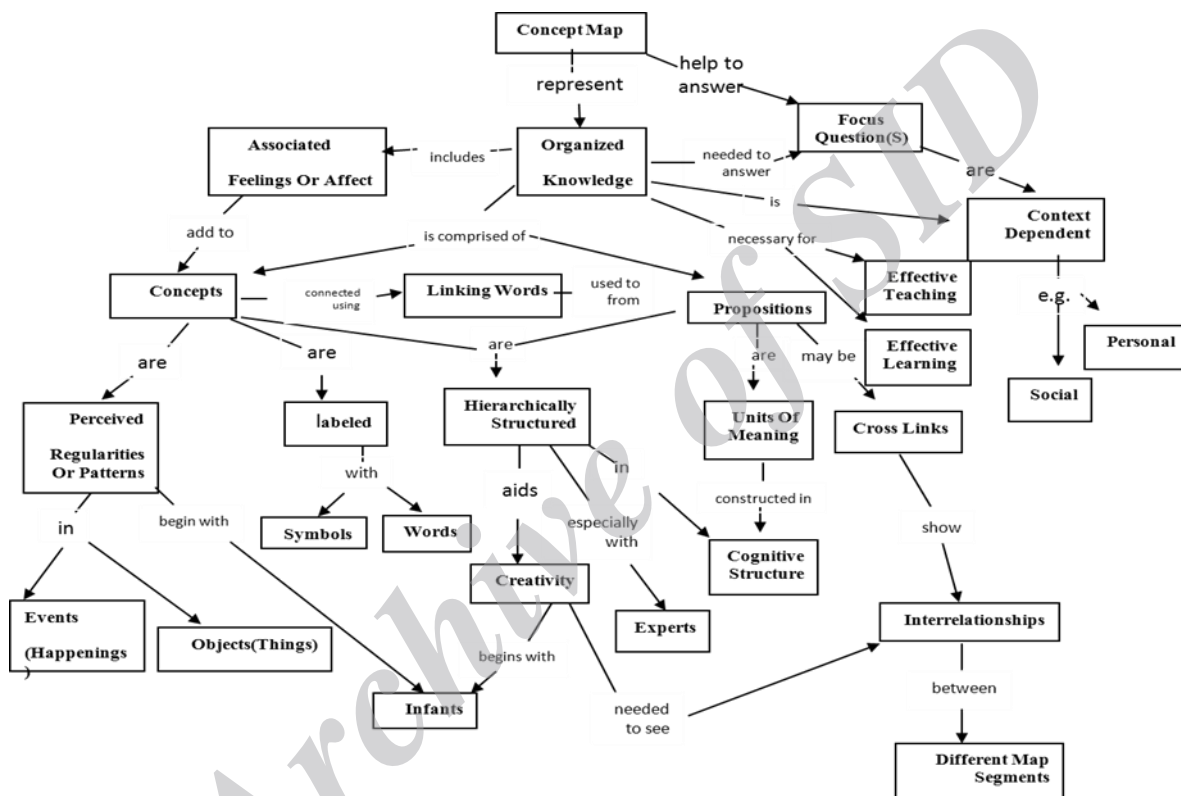 Concept Map
help to
answer
represent
Focus
Question(S)
Associated
Feelings Or Affect
includes
Organized
Knowledge
needed to
answer
are
is
Context
Dependent
add to
is comprised of
necessary for
Effective
Teaching
Concepts
connected
using
Linking Words
used to
from
Propositions
e.g.
Personal
are
are
are
are
may be
Effective
Learning
Social
Perceived
Regularities
Or Patterns
labeled
Hierarchically
Structured
Units Of
Meaning
Cross Links
in
begin with
with
aids
in
especially
with
constructed in
show
Symbols
Words
Cognitive
Structure
Creativity
Events
(Happenings
)
Objects(Things)
Experts
Interrelationships
begins with
Infants
needed
to see
between
Different Map
Segments
Archive of SID